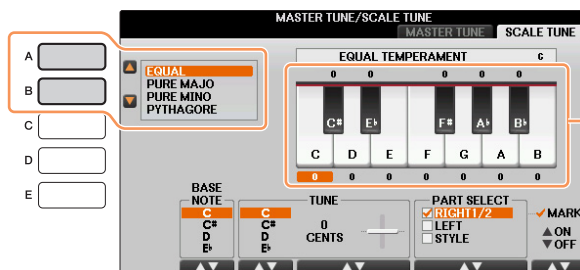 MASTER TUNE/SCALE TUNE
MASTER TUNE SCALE TUNE
A
B
C
D
E
EQUAL
PURE MAJO
PURE MINO
PYTHAGORE
EQUAL TEMPERAMENT C
0 0 0 0 0
C# E♭ F# A♭ B♭
C D E F G A B
0 0 0 0 0 0 0
BASE NOTE
C
C#
D
E♭
TUNE
C
C#
D
E♭
0
CENTS
PART SELECT
RIGHT1/2
LEFT
STYLE
MARK
▲ON
▼OFF